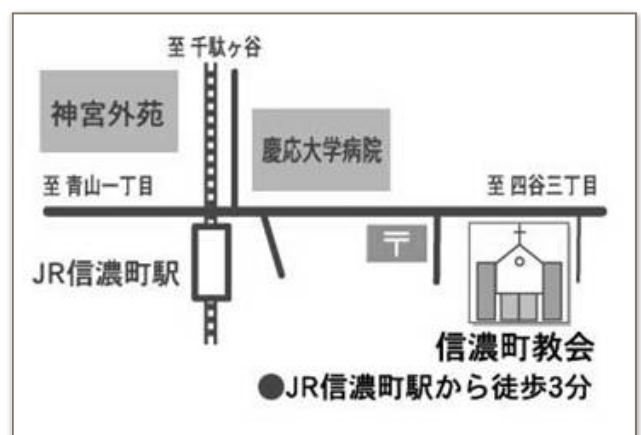 至 千駄ヶ谷
神宮外苑
慶応大学病院
至 青山一丁目
至 四谷三丁目
〒
JR信濃町駅
信濃町教会
●JR信濃町駅から徒歩3分